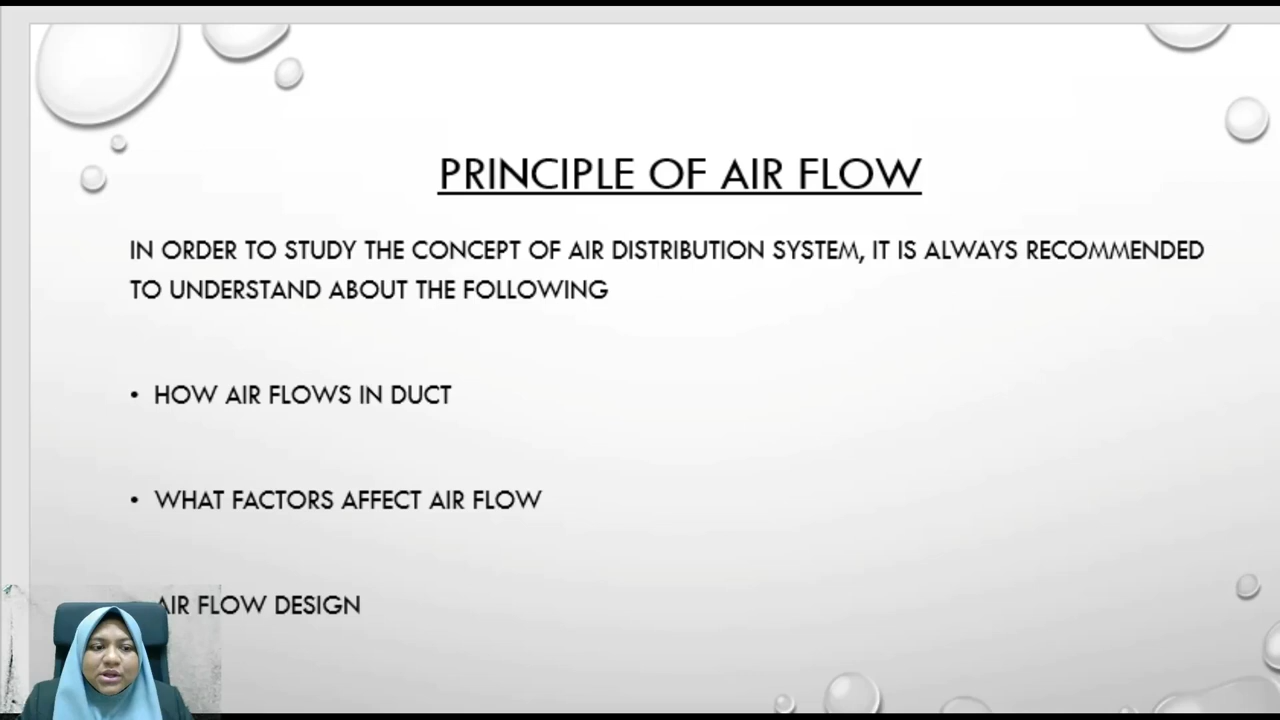 PRINCIPLE OF AIR FLOW
IN ORDER TO STUDY THE CONCEPT OF AIR DISTRIBUTION SYSTEM, IT IS ALWAYS RECOMMENDED
TO UNDERSTAND ABOUT THE FOLLOWING
• HOW AIR FLOWS IN DUCT
• WHAT FACTORS AFFECT AIR FLOW
AIR FLOW DESIGN